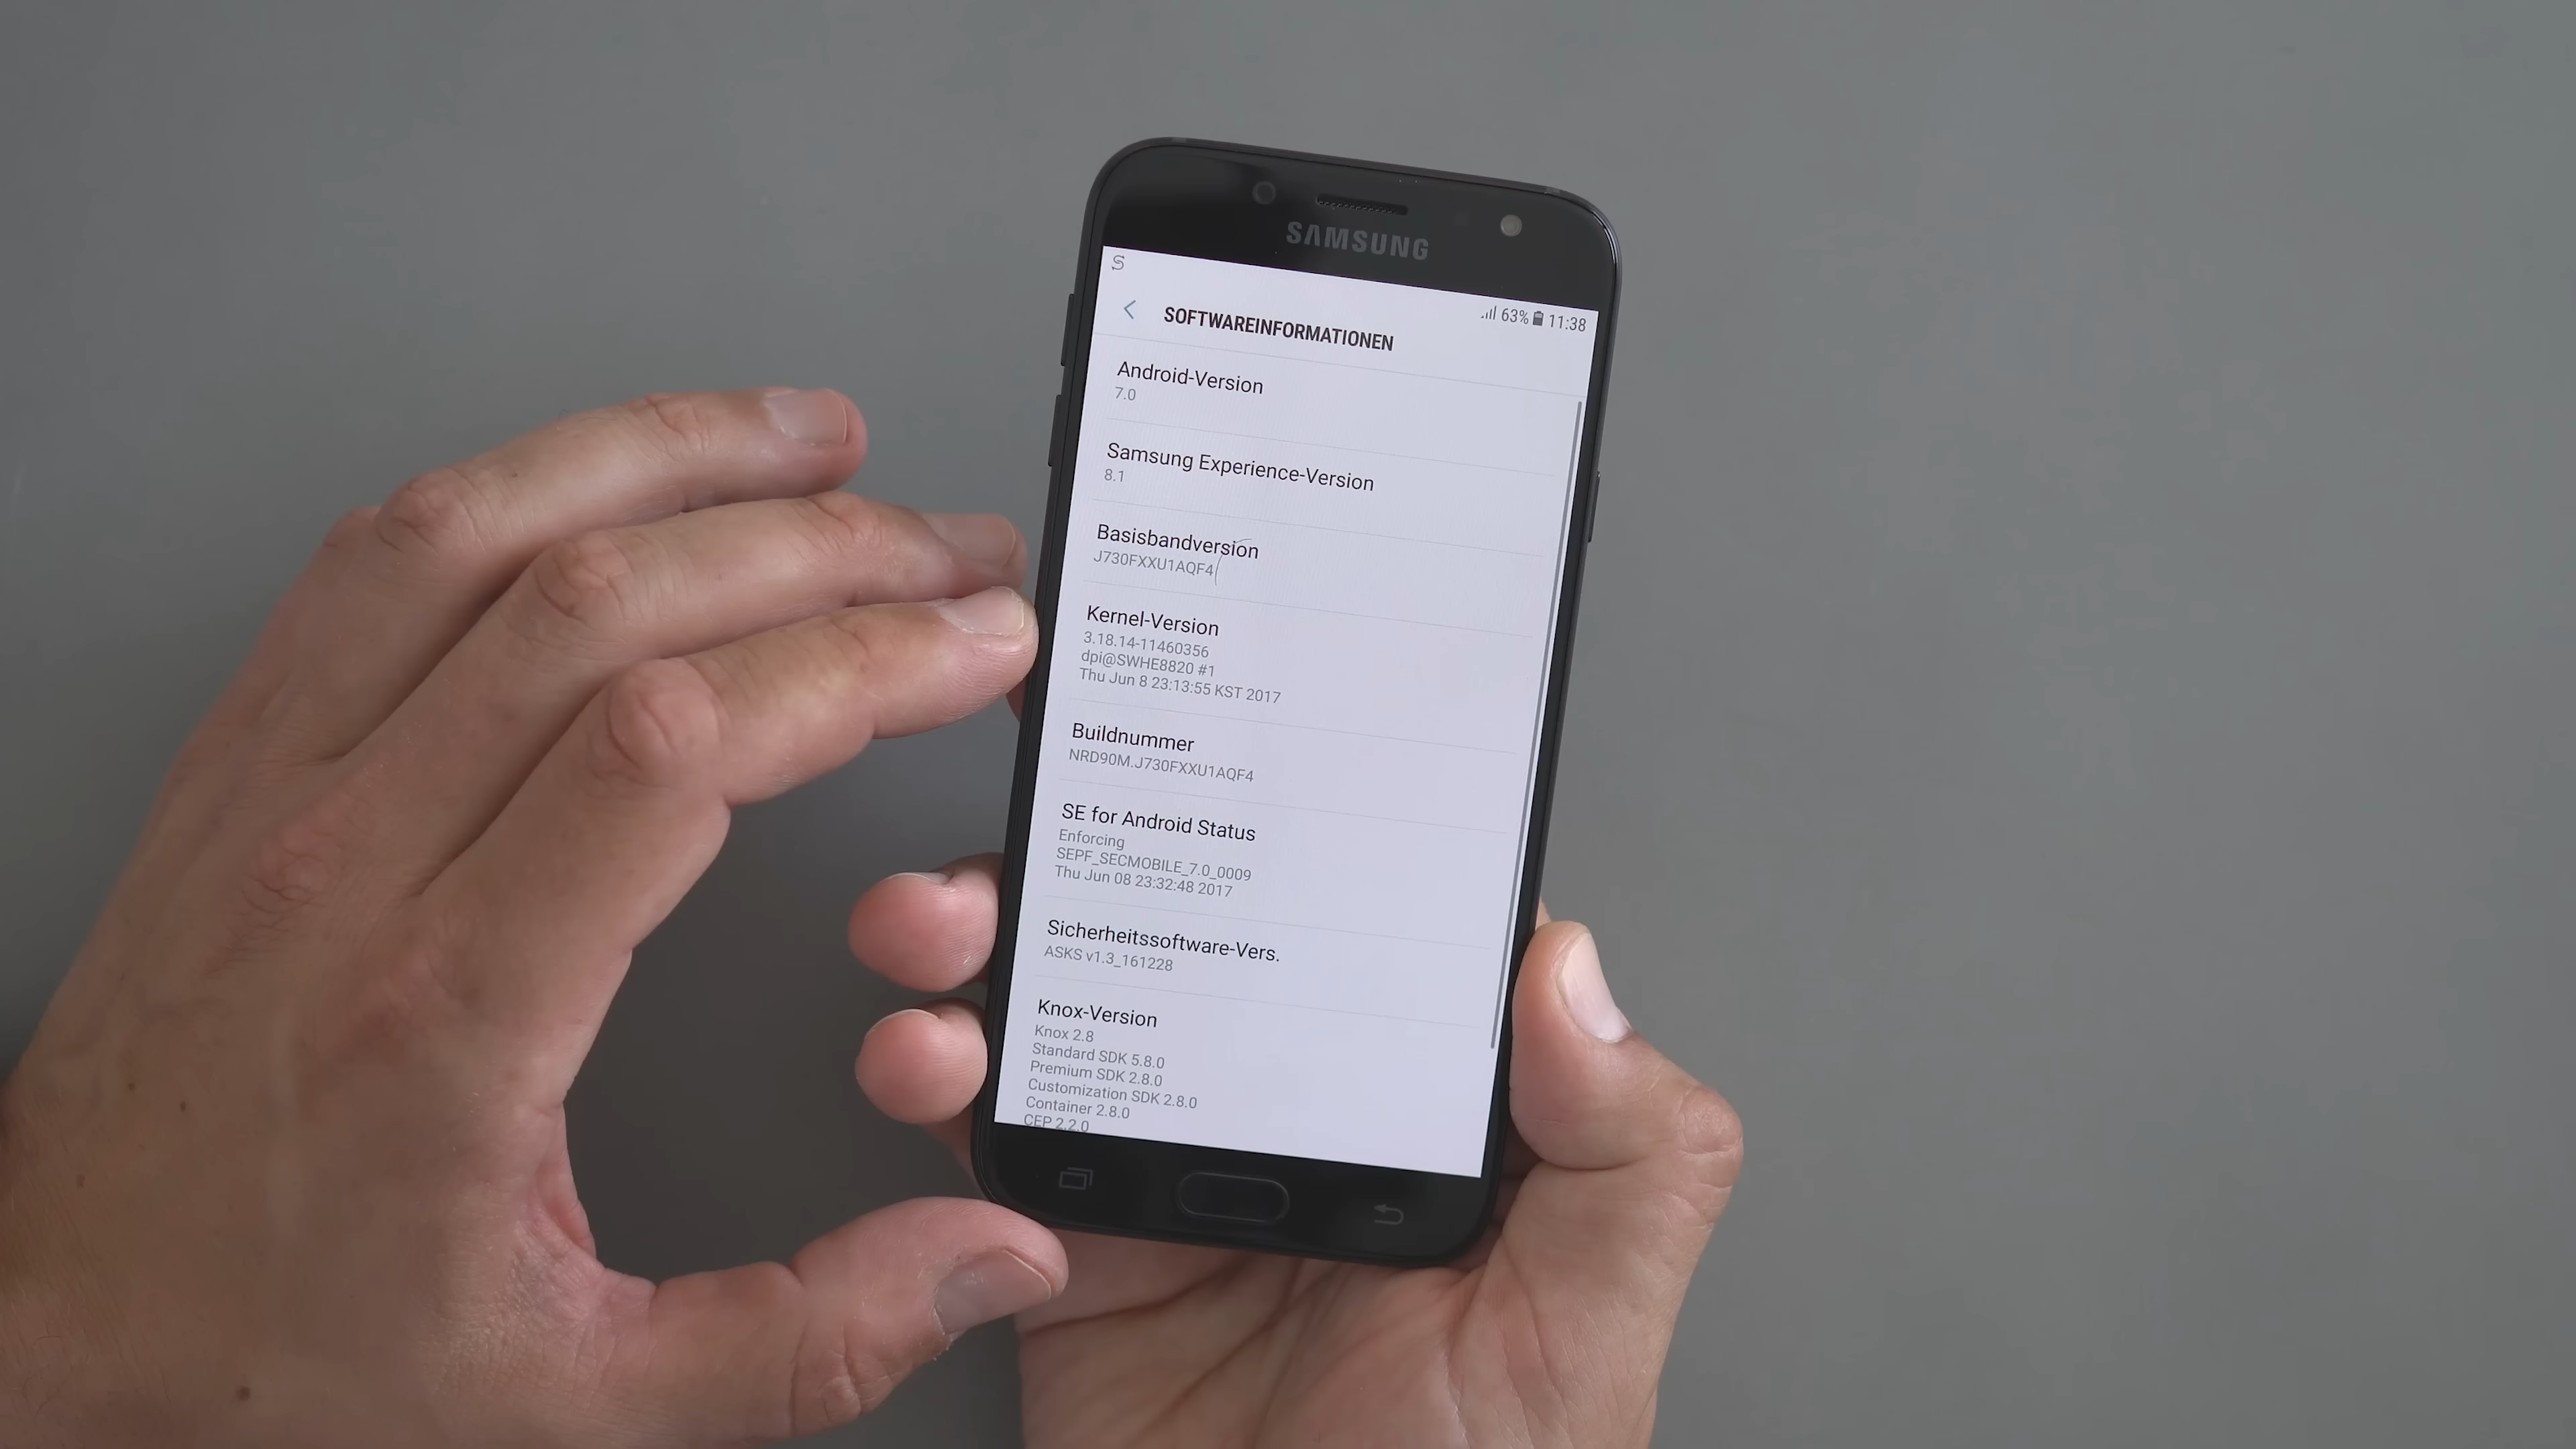 SAMSUNG
S
63% 11:38
SOFTWAREINFORMATIONEN
Android-Version
7.0
Samsung Experience-Version
8.1
Basisbandversion
J730FXXU1AQF4
Kernel-Version
3.18.14-11460356
dpi@SWHE8820 #1
Thu Jun 8 23:13:55 KST 2017
Buildnummer
NRD90M.J730FXXU1AQF4
SE for Android Status
Enforcing
SEPF_SECMOBILE_7.0_0009
Thu Jun 08 23:32:48 2017
Sicherheitssoftware-Vers.
ASKS v1.3_161228
Knox-Version
Knox 2.8
Standard SDK 5.8.0
Premium SDK 2.8.0
Customization SDK 2.8.0
Container 2.8.0
CEP 2.2.0